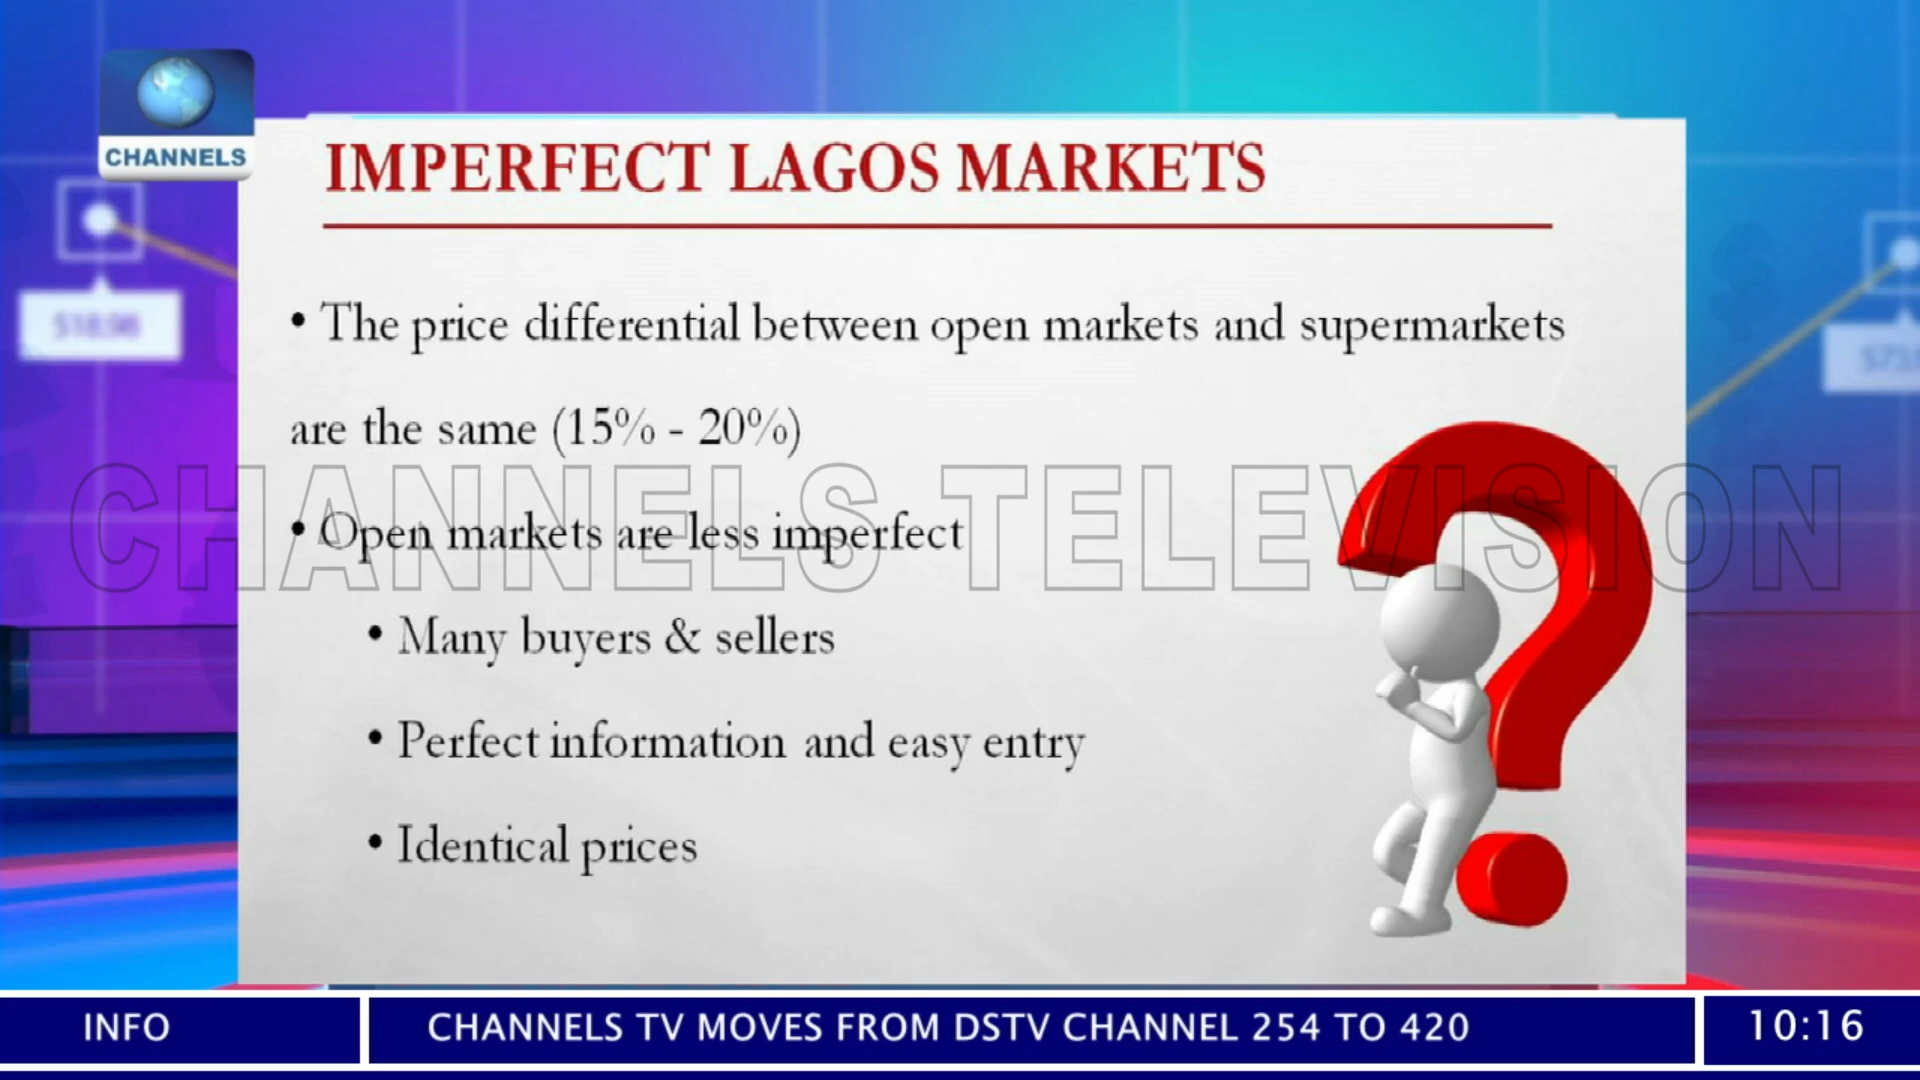 CHANNELS
IMPERFECT LAGOS MARKETS
• The price differential between open markets and supermarkets
are the same (15% - 20%)
• Open markets are less imperfect
• Many buyers & sellers
• Perfect information and easy entry
• Identical prices
CHANNELS TELEVISION
INFO
CHANNELS TV MOVES FROM DSTV CHANNEL 254 TO 420
10:16